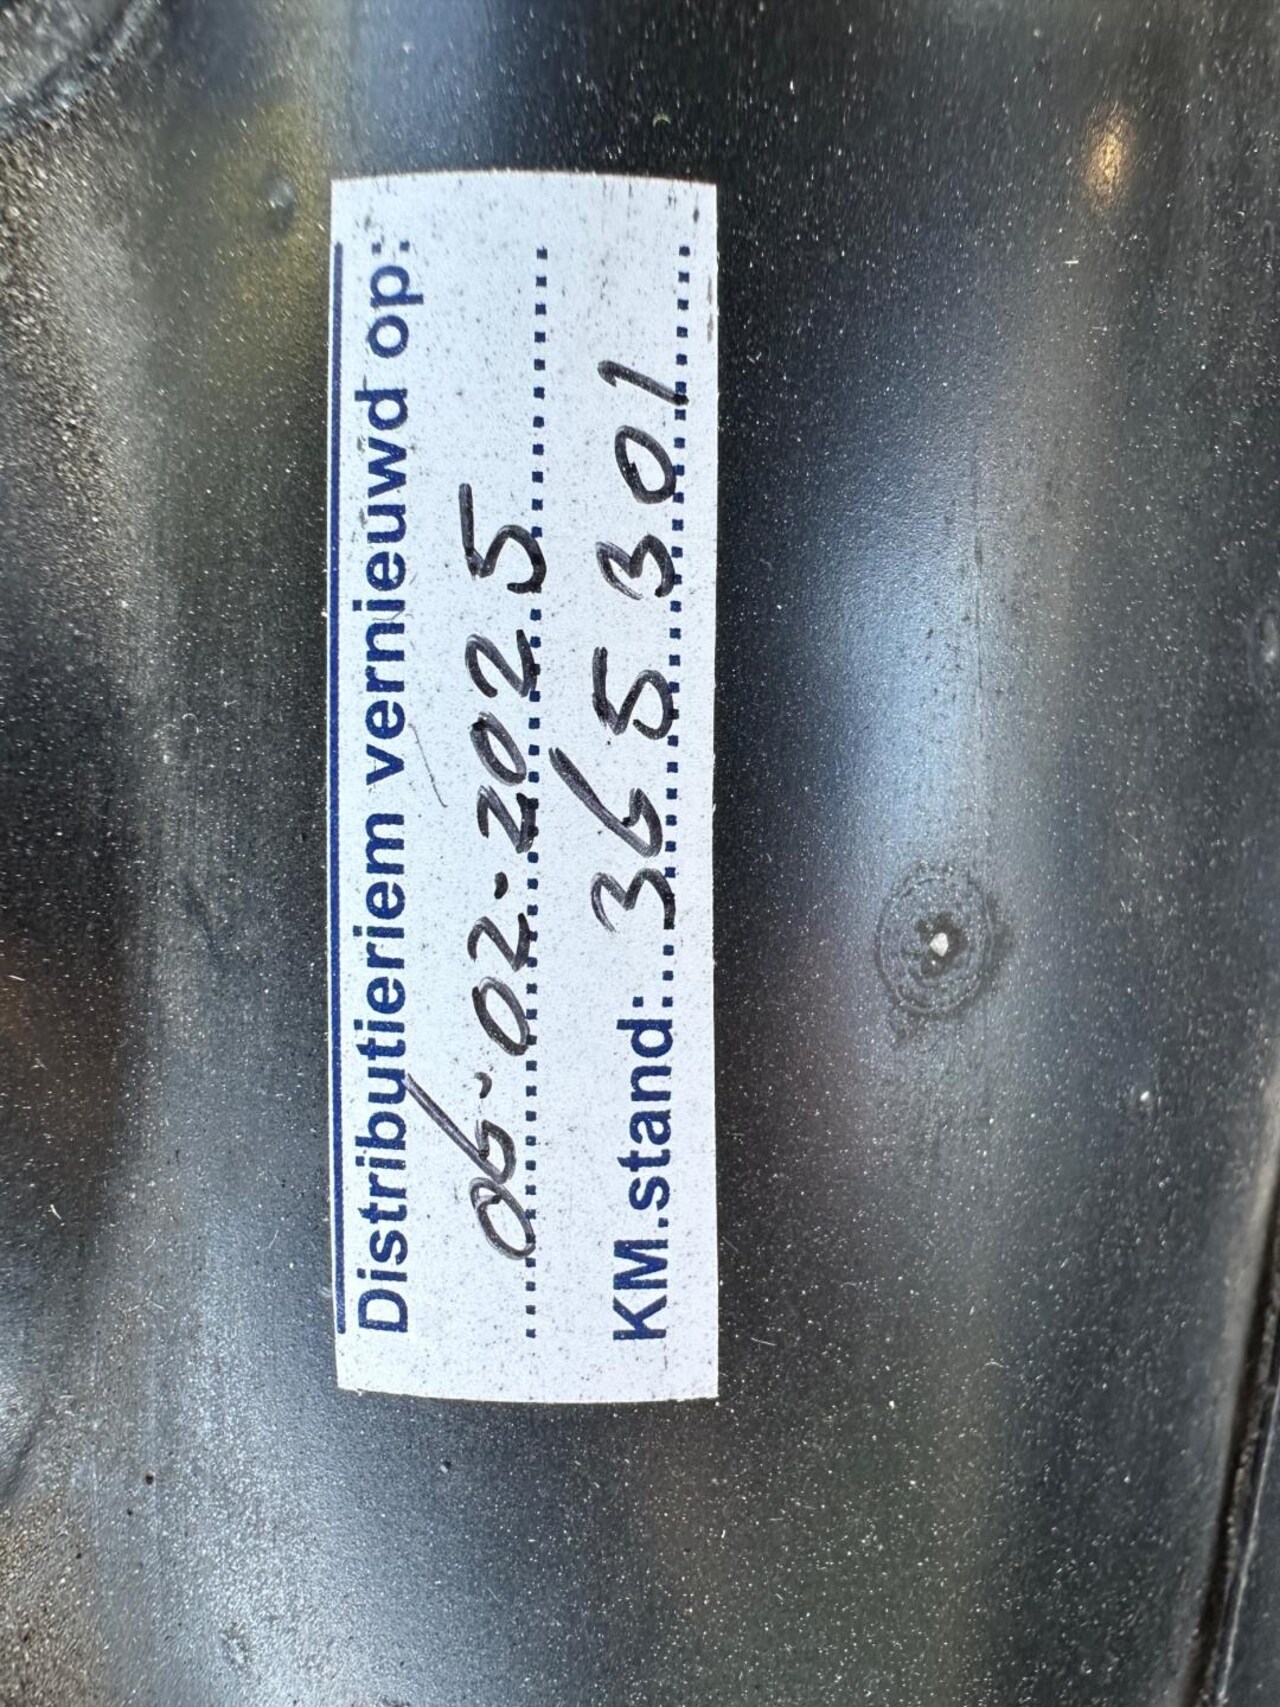 Distributieriem vernieuwd op:
06-02-2025
KM.stand: 365301